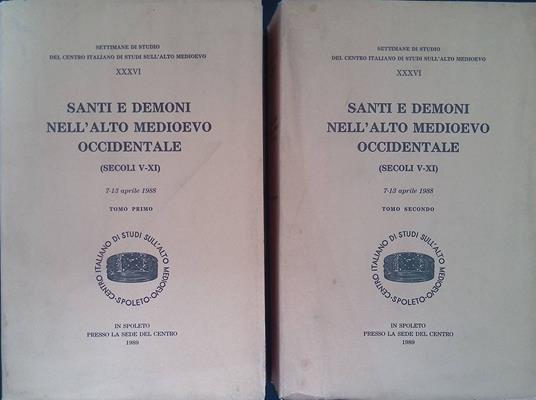 SETTIMANE DI STUDIO
DEL CENTRO ITALIANO DI STUDI SULL'ALTO MEDIOEVO
XXXVI
SANTI E DEMONI
NELL'ALTO MEDIOEVO
OCCIDENTALE
(SECOLI V-XI)
7-13 aprile 1988
TOMO PRIMO
CENTRO ITALIANO DI STUDI SULL'ALTO MEDIOEVO
·SPOLETO·
IN SPOLETO
PRESSO LA SEDE DEL CENTRO
1989
SETTIMANE DI STUDIO
DEL CENTRO ITALIANO DI STUDI SULL'ALTO MEDIOEVO
XXXVI
SANTI E DEMONI
NELL'ALTO MEDIOEVO
OCCIDENTALE
(SECOLI V-XI)
7-13 aprile 1988
TOMO SECONDO
CENTRO ITALIANO DI STUDI SULL'ALTO MEDIOEVO
·SPOLETO·
IN SPOLETO
PRESSO LA SEDE DEL CENTRO
1989